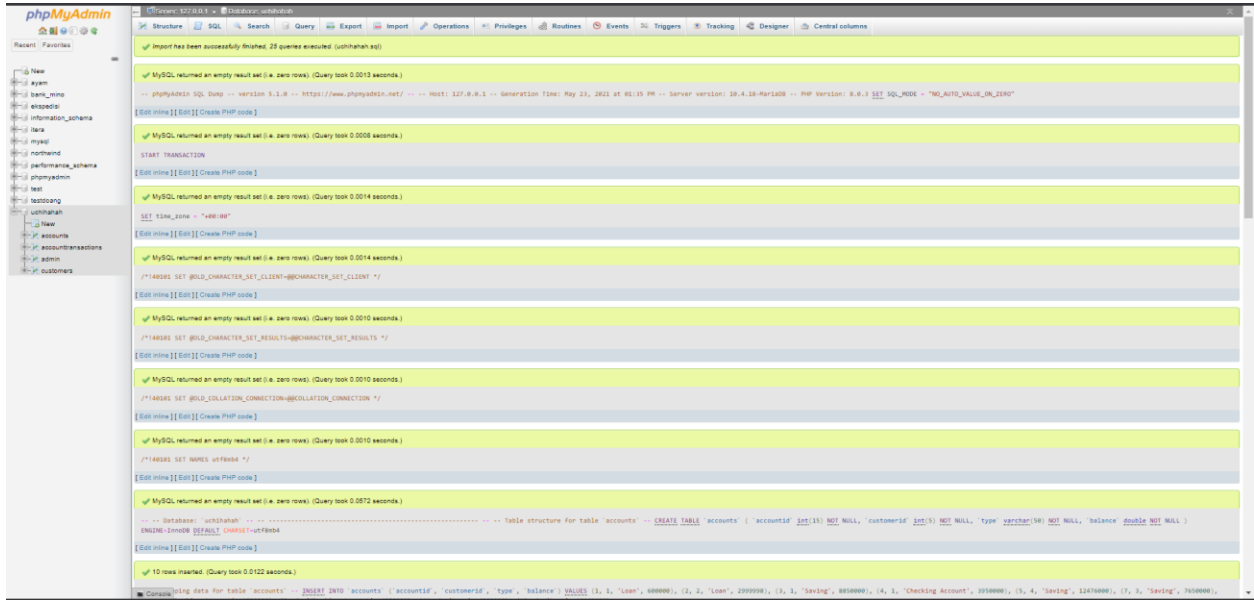 phpMyAdmin
Recent Favorites
New
ayam
bank_mino
ekspedisi
information_schema
itera
mysql
northwind
performance_schema
phpmyadmin
test
testdoang
uchihahah
New
accounts
accounttransactions
admin
customers
Server: 127.0.0.1 » Database: uchihahah
Structure SQL Search Query Export Import Operations Privileges Routines Events Triggers Tracking Designer Central columns
Import has been successfully finished, 25 queries executed. (uchihahah.sql)
MySQL returned an empty result set (i.e. zero rows). (Query took 0.0013 seconds.)
-- phpMyAdmin SQL Dump -- version 5.1.0 -- https://www.phpmyadmin.net/ -- -- Host: 127.0.0.1 -- Generation Time: May 23, 2021 at 01:35 PM -- Server version: 10.4.18-MariaDB -- PHP Version: 8.0.3 SET SQL_MODE = "NO_AUTO_VALUE_ON_ZERO"
[ Edit inline ] [ Edit ] [ Create PHP code ]
MySQL returned an empty result set (i.e. zero rows). (Query took 0.0008 seconds.)
START TRANSACTION
[ Edit inline ] [ Edit ] [ Create PHP code ]
MySQL returned an empty result set (i.e. zero rows). (Query took 0.0014 seconds.)
SET time_zone = "+00:00"
[ Edit inline ] [ Edit ] [ Create PHP code ]
MySQL returned an empty result set (i.e. zero rows). (Query took 0.0014 seconds.)
/*!40101 SET @OLD_CHARACTER_SET_CLIENT=@@CHARACTER_SET_CLIENT */
[ Edit inline ] [ Edit ] [ Create PHP code ]
MySQL returned an empty result set (i.e. zero rows). (Query took 0.0010 seconds.)
/*!40101 SET @OLD_CHARACTER_SET_RESULTS=@@CHARACTER_SET_RESULTS */
[ Edit inline ] [ Edit ] [ Create PHP code ]
MySQL returned an empty result set (i.e. zero rows). (Query took 0.0010 seconds.)
/*!40101 SET @OLD_COLLATION_CONNECTION=@@COLLATION_CONNECTION */
[ Edit inline ] [ Edit ] [ Create PHP code ]
MySQL returned an empty result set (i.e. zero rows). (Query took 0.0010 seconds.)
/*!40101 SET NAMES utf8mb4 */
[ Edit inline ] [ Edit ] [ Create PHP code ]
MySQL returned an empty result set (i.e. zero rows). (Query took 0.0572 seconds.)
-- -- Database: `uchihahah` -- -- -------------------------------------------------------- -- -- Table structure for table `accounts` -- CREATE TABLE `accounts` ( `accountid` int(15) NOT NULL, `customerid` int(5) NOT NULL, `type` varchar(50) NOT NULL, `balance` double NOT NULL )
ENGINE=InnoDB DEFAULT CHARSET=utf8mb4
[ Edit inline ] [ Edit ] [ Create PHP code ]
10 rows inserted. (Query took 0.0122 seconds.)
Console ping data for table `accounts` -- INSERT INTO `accounts` (`accountid`, `customerid`, `type`, `balance`) VALUES (1, 1, 'Loan', 600000), (2, 2, 'Loan', 2999998), (3, 1, 'Saving', 8850000), (4, 1, 'Checking Account', 3950000), (5, 4, 'Saving', 12476000), (7, 3, 'Saving', 7650000),